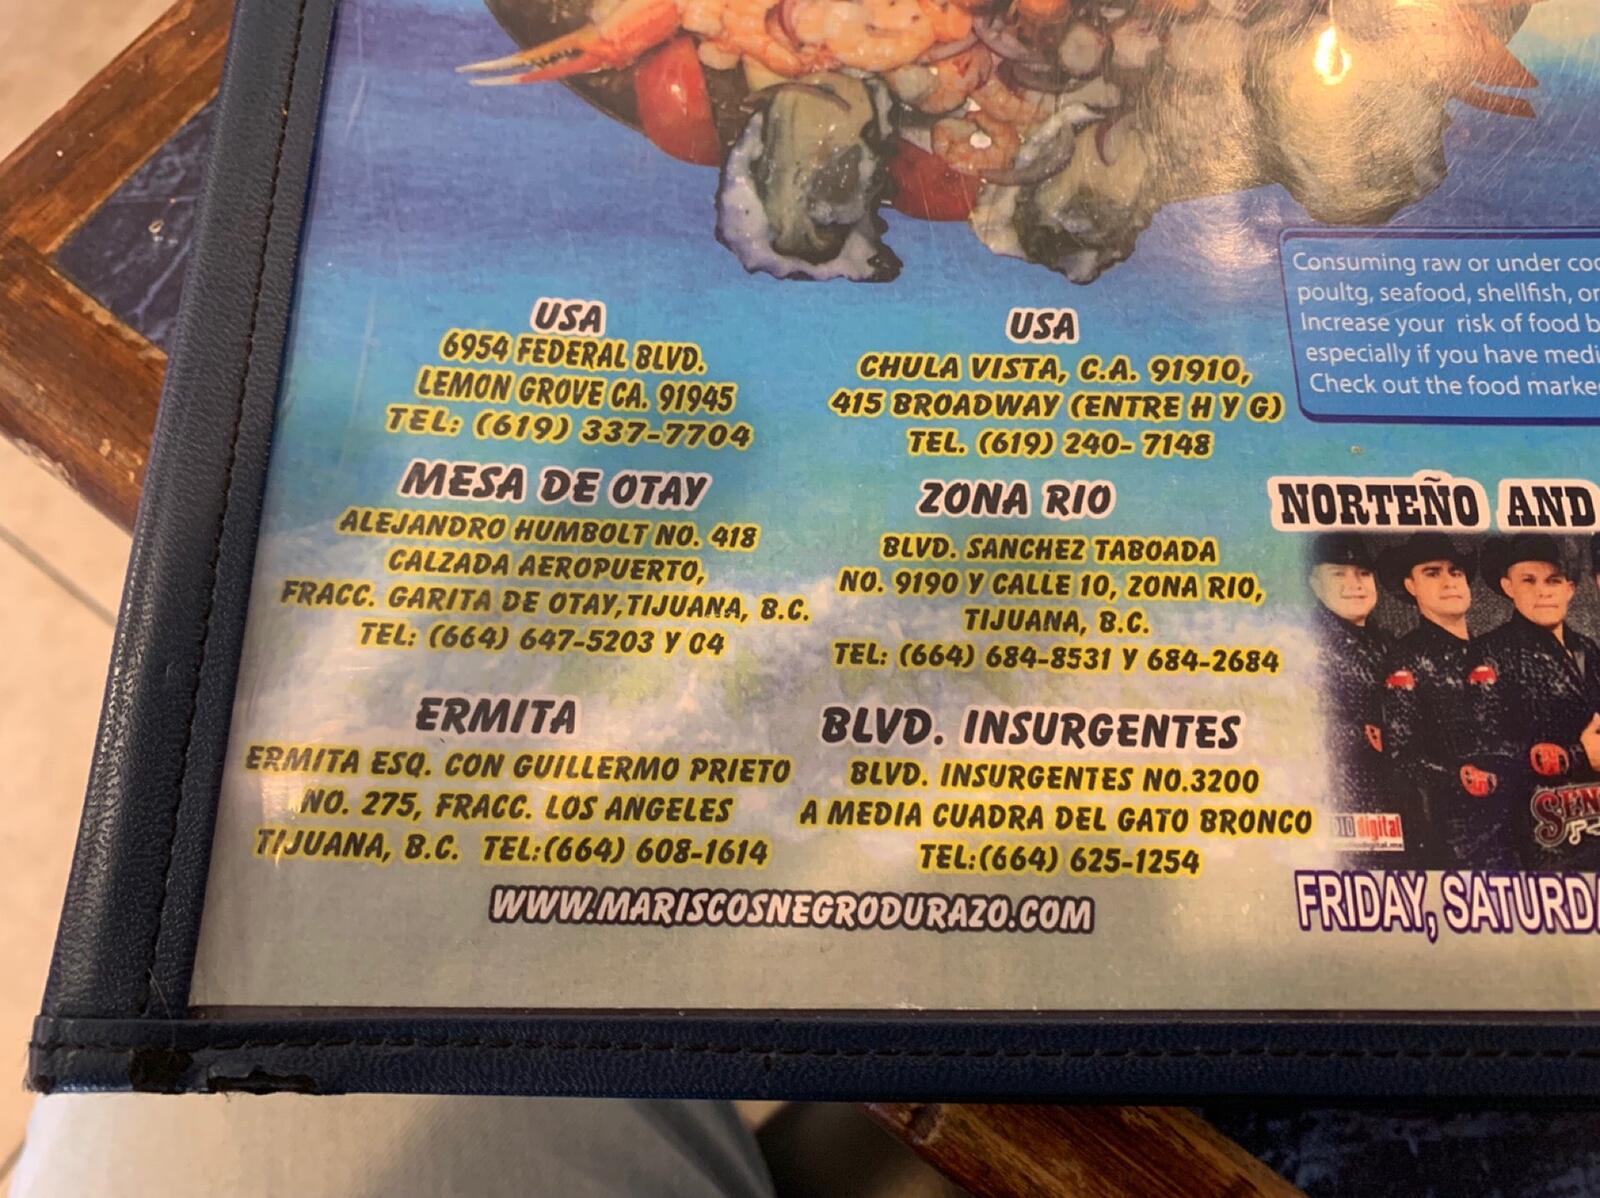 USA
6954 FEDERAL BLVD.
LEMON GROVE CA. 91945
TEL: (619) 337-7704
USA
CHULA VISTA, C.A. 91910,
415 BROADWAY (ENTRE H Y G)
TEL. (619) 240- 7148
MESA DE OTAY
ALEJANDRO HUMBOLT NO. 418
CALZADA AEROPUERTO,
FRACC. GARITA DE OTAY,TIJUANA, B.C.
TEL: (664) 647-5203 Y 04
ZONA RIO
BLVD. SANCHEZ TABOADA
NO. 9190 Y CALLE 10, ZONA RIO,
TIJUANA, B.C.
TEL: (664) 684-8531 Y 684-2684
ERMITA
ERMITA ESQ. CON GUILLERMO PRIETO
NO. 275, FRACC. LOS ANGELES
TIJUANA, B.C. TEL:(664) 608-1614
BLVD. INSURGENTES
BLVD. INSURGENTES NO.3200
A MEDIA CUADRA DEL GATO BRONCO
TEL:(664) 625-1254
WWW.MARISCOSNEGRODURAZO.COM
Consuming raw or under
poultg, seafood, shellfish, or
Increase your risk of food
especially if you have
Check out the food
NORTEÑO AND
digital
FRIDAY,